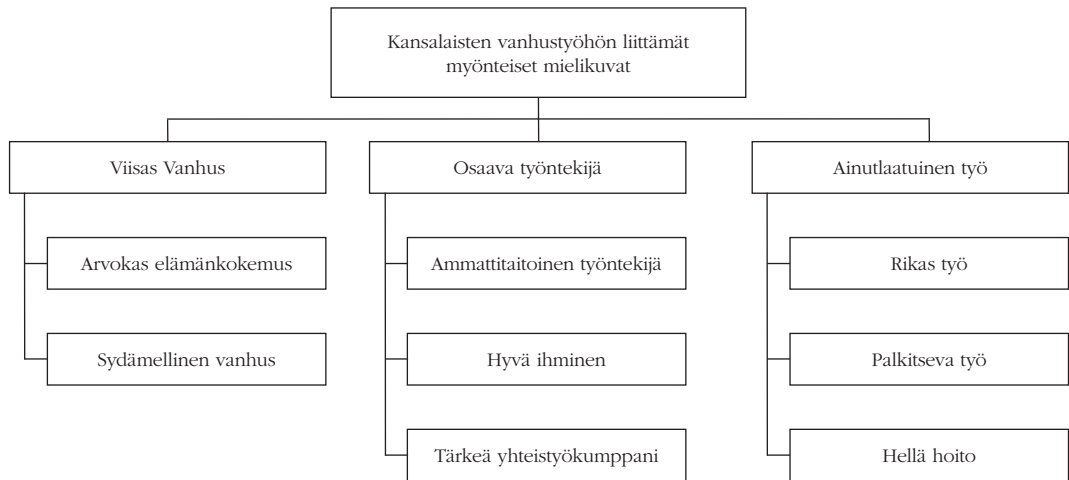 Kansalaisten vanhustyöhön liittämät
myönteiset mielikuvat
Viisas Vanhus
Osaava työntekijä
Ainutlaatuinen työ
Arvokas elämänkokemus
Ammattitaitoinen työntekijä
Rikas työ
Sydämellinen vanhus
Hyvä ihminen
Palkitseva työ
Tärkeä yhteistyökumppani
Hellä hoito